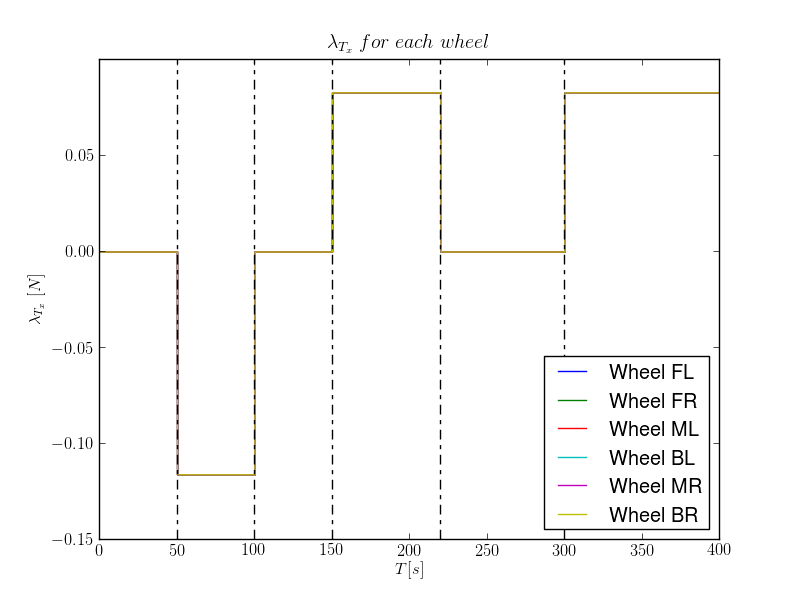 λ_{T_x} for each wheel
0.05
0.00
−0.05
−0.10
−0.15
λ_{T_x} [N]
0 50 100 150 200 250 300 350 400
T[s]
Wheel FL
Wheel FR
Wheel ML
Wheel BL
Wheel MR
Wheel BR